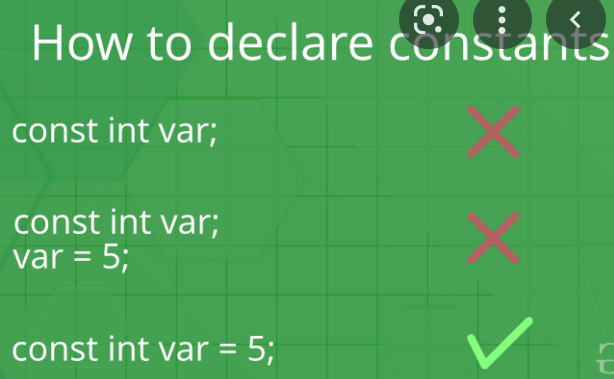 How to declare constants
const int var;
const int var;
var = 5;
const int var = 5;